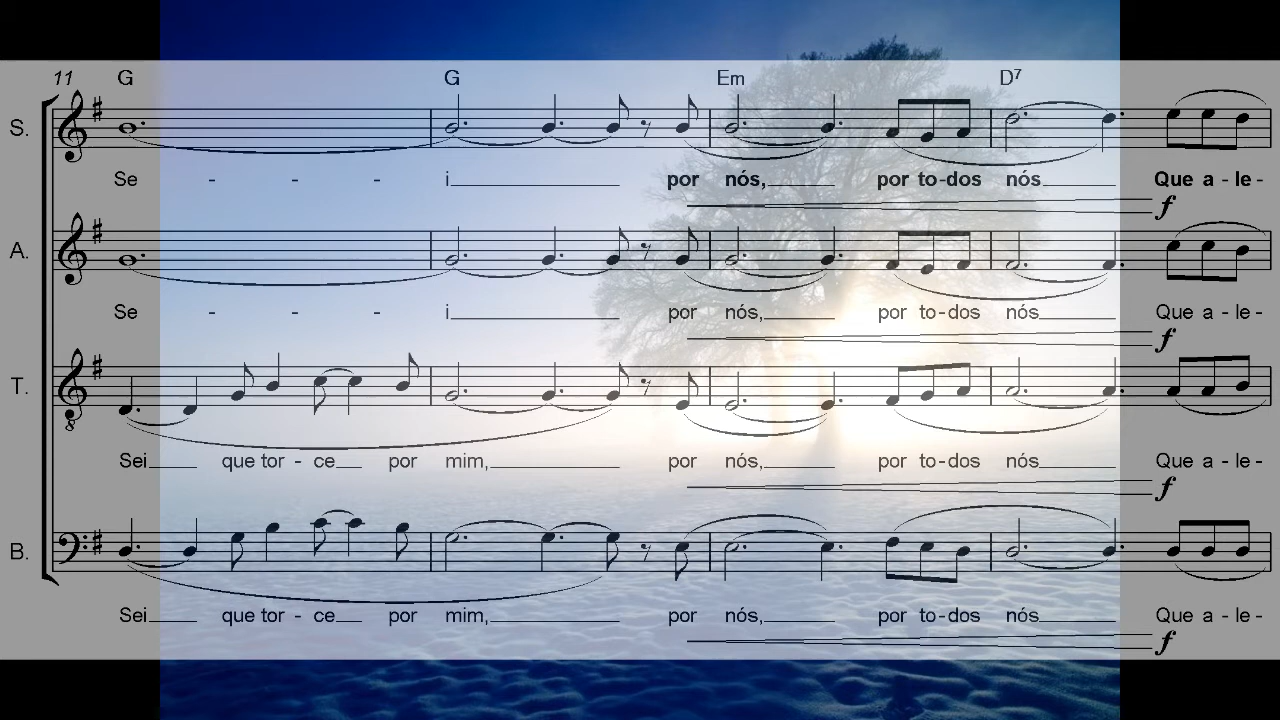 11 G G Em D7
S.
Se - - - i por nós, por to-dos nós Que a - le -
f
A.
Se - - - i por nós, por to-dos nós Que a - le -
f
T.
Sei que tor - ce por mim, por nós, por to-dos nós Que a - le -
f
B.
Sei que tor - ce por mim, por nós, por to-dos nós Que a - le -
f